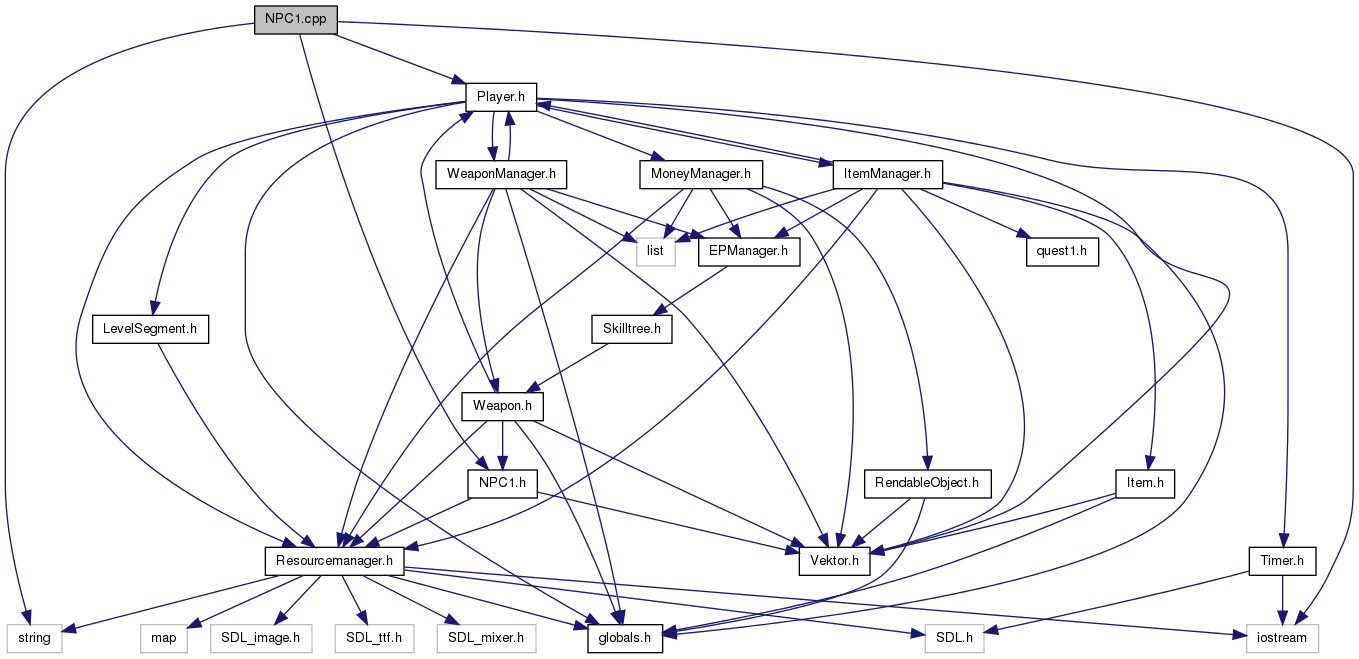 NPC1.cpp
Player.h
WeaponManager.h
MoneyManager.h
ItemManager.h
list
EPManager.h
quest1.h
LevelSegment.h
Skilltree.h
Weapon.h
NPC1.h
RendableObject.h
Item.h
Resourcemanager.h
Vektor.h
Timer.h
string
map
SDL_image.h
SDL_ttf.h
SDL_mixer.h
globals.h
SDL.h
iostream